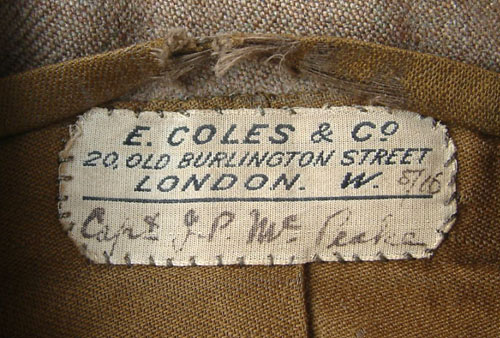 E. COLES & Co
20, OLD BURLINGTON STREET
LONDON. W. 8/16
Capt. J. P. Mc Peake